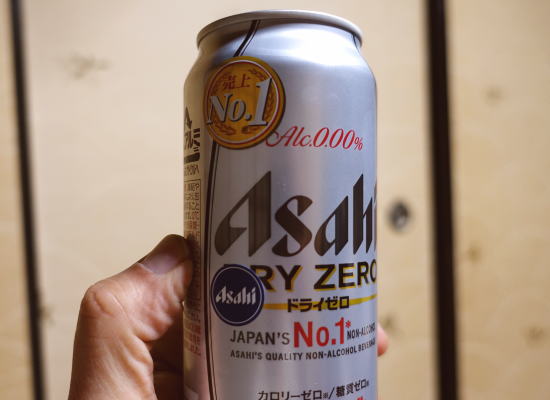 売上
No.1
Alc.0.00%
Asahi
DRY ZERO
Asahi
ドライゼロ
JAPAN'S No.1* NON-ALCOHOL
ASAHI'S QUALITY NON-ALCOHOL BEVERAGE
カロリーゼロ※/糖質ゼロ※